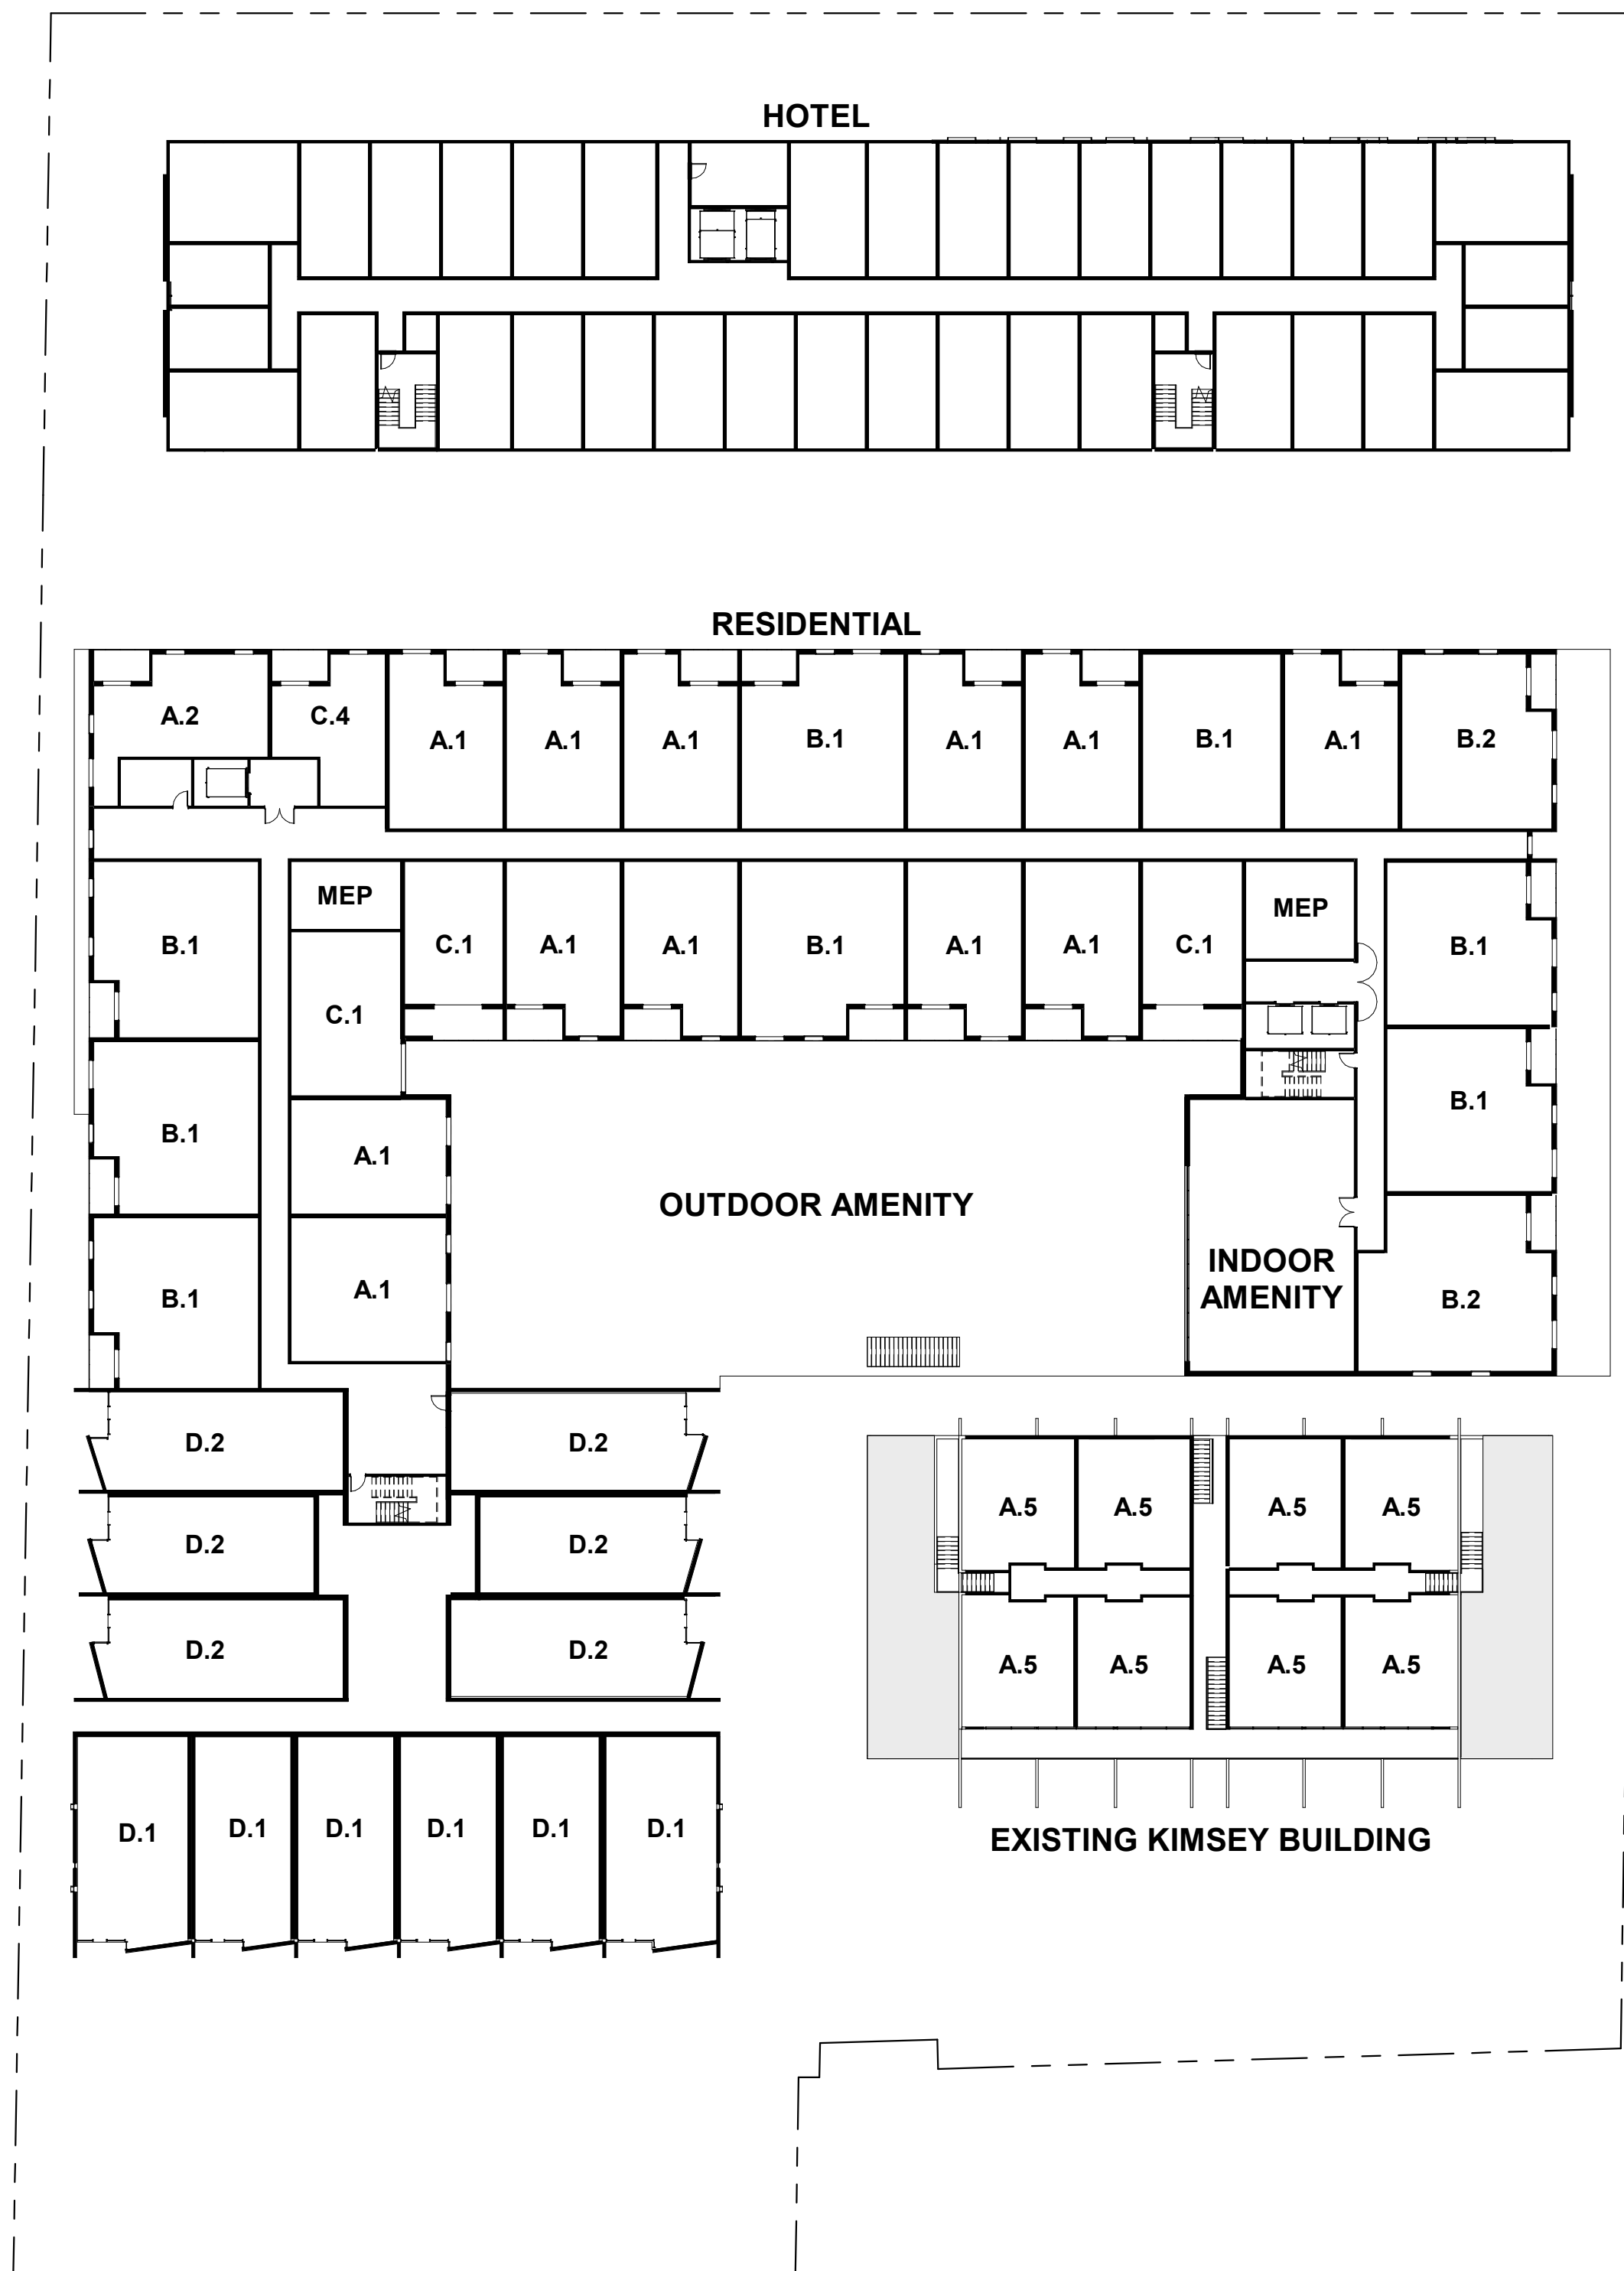 HOTEL
RESIDENTIAL
A.2
C.4
A.1
A.1
A.1
B.1
A.1
A.1
B.1
A.1
B.2
B.1
MEP
C.1
A.1
A.1
B.1
A.1
A.1
C.1
MEP
B.1
C.1
B.1
B.1
A.1
OUTDOOR AMENITY
INDOOR
AMENITY
B.1
A.1
B.2
D.2
D.2
A.5
A.5
A.5
A.5
D.2
D.2
D.2
D.2
A.5
A.5
A.5
A.5
D.1
D.1
D.1
D.1
D.1
D.1
EXISTING KIMSEY BUILDING